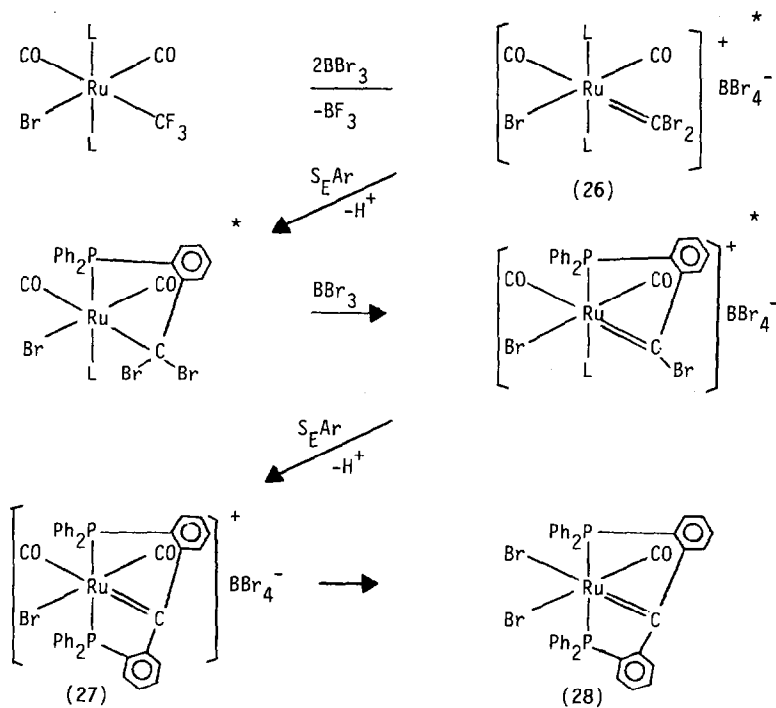 L
CO CO
Ru
Br CF3
L
2BBr3
-BF3
L
CO CO
Ru
Br CBr2
L
+ *
BBr4-
(26)
SEAr
-H+
Ph2P
*
CO CO
Ru
Br C
Br Br
L
BBr3
Ph2P
CO CO
Ru
Br C
Br
L
+ *
BBr4-
SEAr
-H+
Ph2P
+
CO CO
Ru
Br C
BBr4-
Ph2P
(27)
Ph2P
Br CO
Ru
Br C
Ph2P
(28)